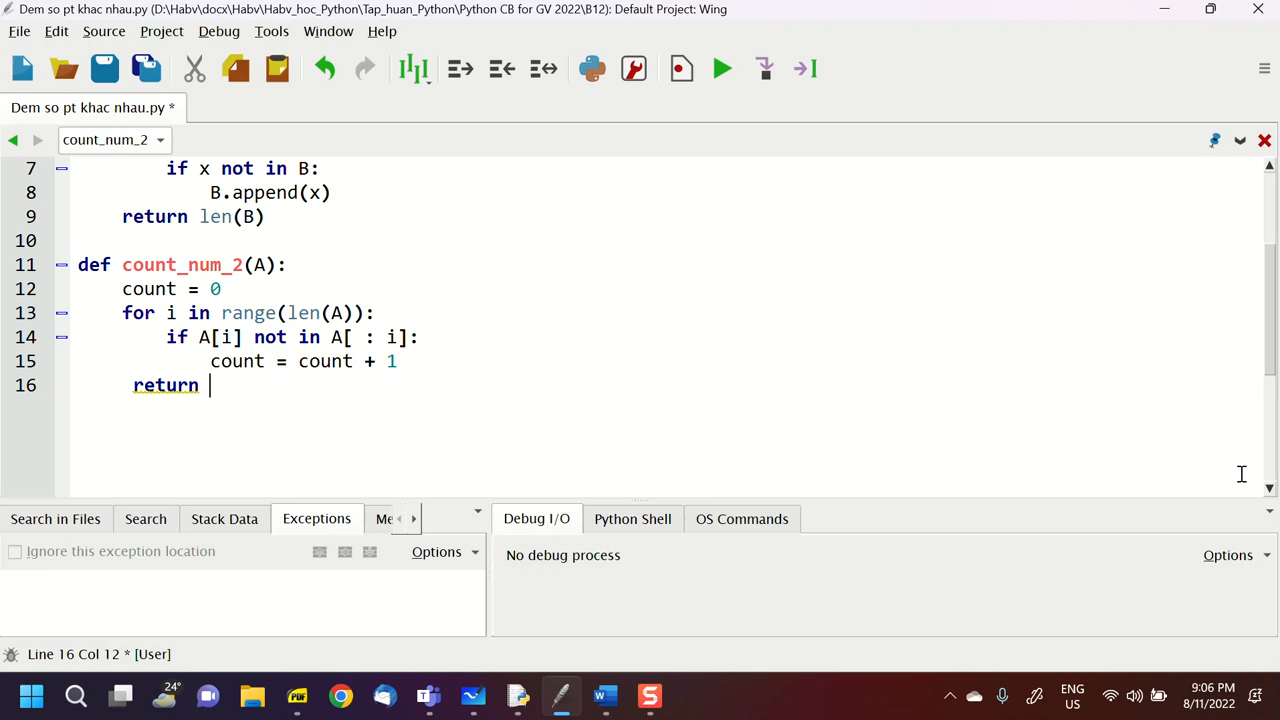 Dem so pt khac nhau.py (D:\Habv\docx\Habv\Habv_hoc_Python\Tap_huan_Python\Python CB for GV 2022\B12): Default Project: Wing
File Edit Source Project Debug Tools Window Help
Dem so pt khac nhau.py *
count_num_2
7 if x not in B:
8 B.append(x)
9 return len(B)
10
11 def count_num_2(A):
12 count = 0
13 for i in range(len(A)):
14 if A[i] not in A[ : i]:
15 count = count + 1
16 return
Search in Files Search Stack Data Exceptions Me
Debug I/O Python Shell OS Commands
Ignore this exception location Options
No debug process Options
Line 16 Col 12 * [User]
24°
PDF
ENG
US
9:06 PM
8/11/2022